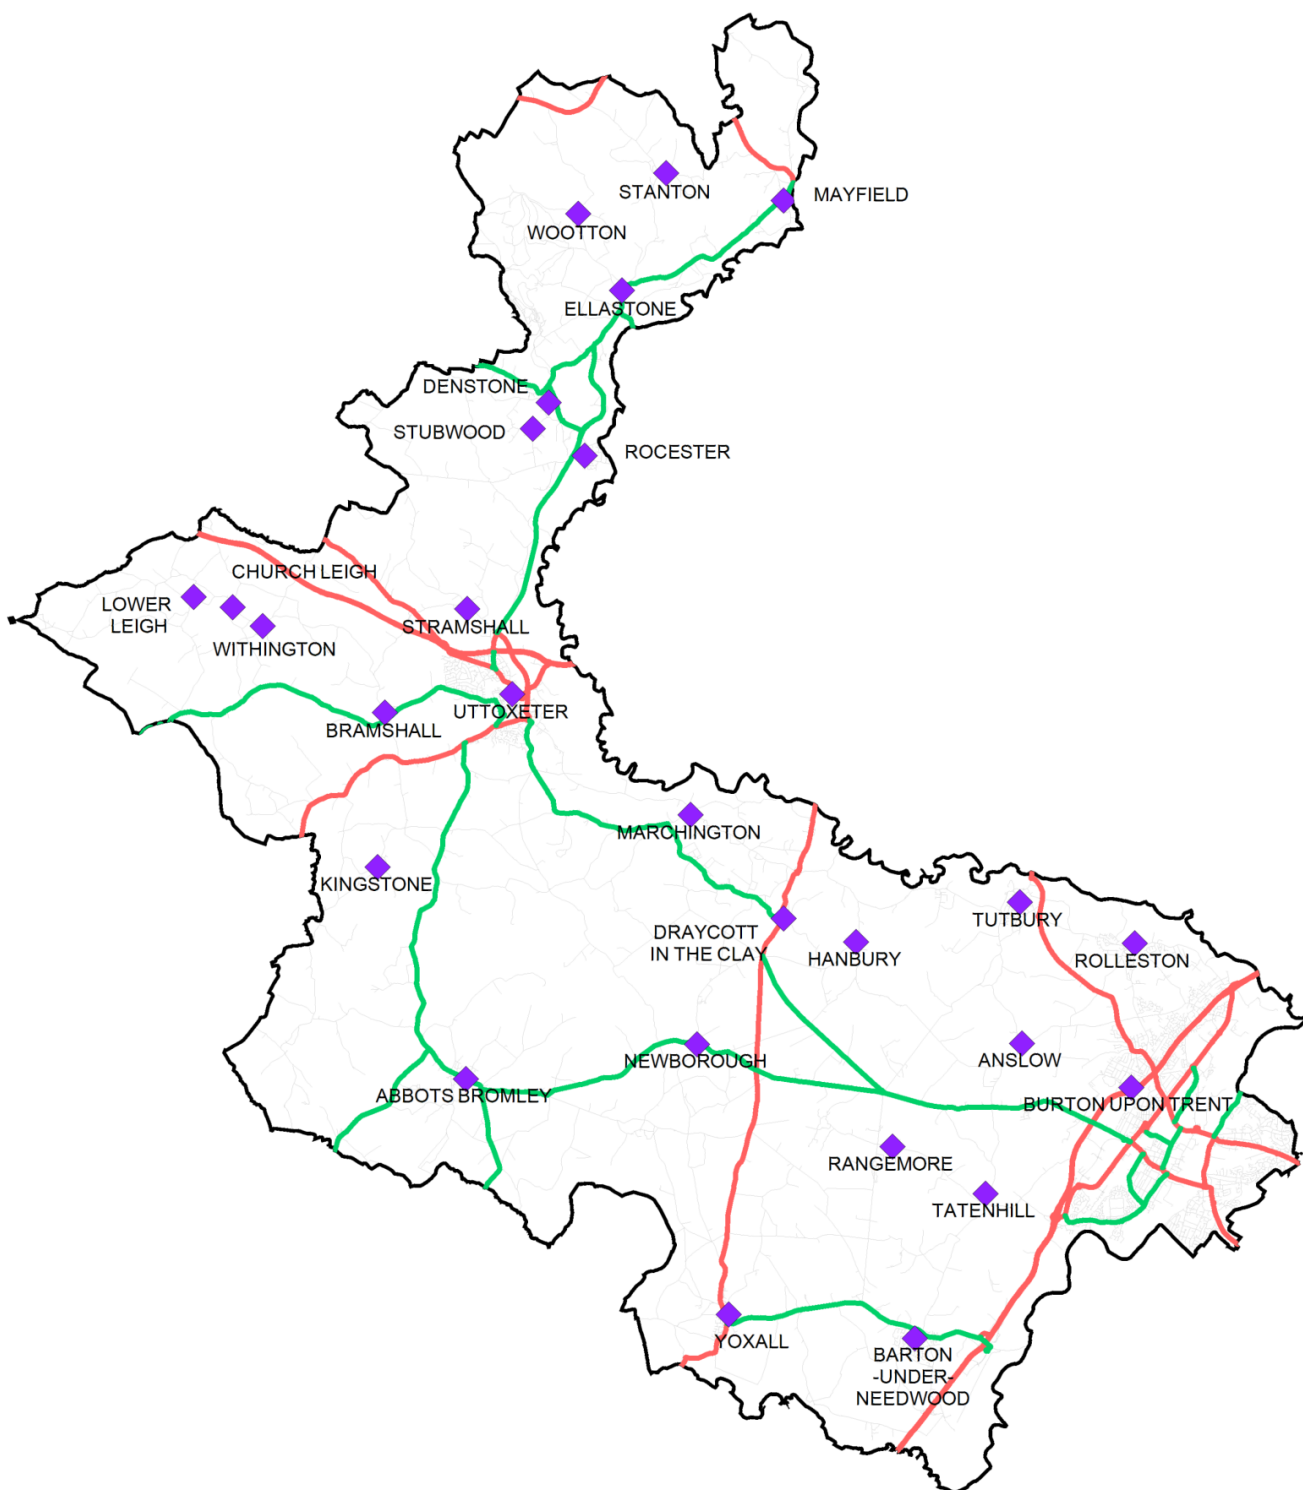 STANTON
MAYFIELD
WOOTTON
ELLASTONE
DENSTONE
STUBWOOD
ROCESTER
CHURCH LEIGH
LOWER
LEIGH
STRAMSHALL
WITHINGTON
UTTOXETER
BRAMSHALL
MARCHINGTON
KINGSTONE
TUTBURY
DRAYCOTT
IN THE CLAY
HANBURY
ROLLESTON
NEWBOROUGH
ANSLOW
ABBOTS BROMLEY
BURTON UPON TRENT
RANGEMORE
TATENHILL
YOXALL
BARTON
-UNDER-
NEEDWOOD